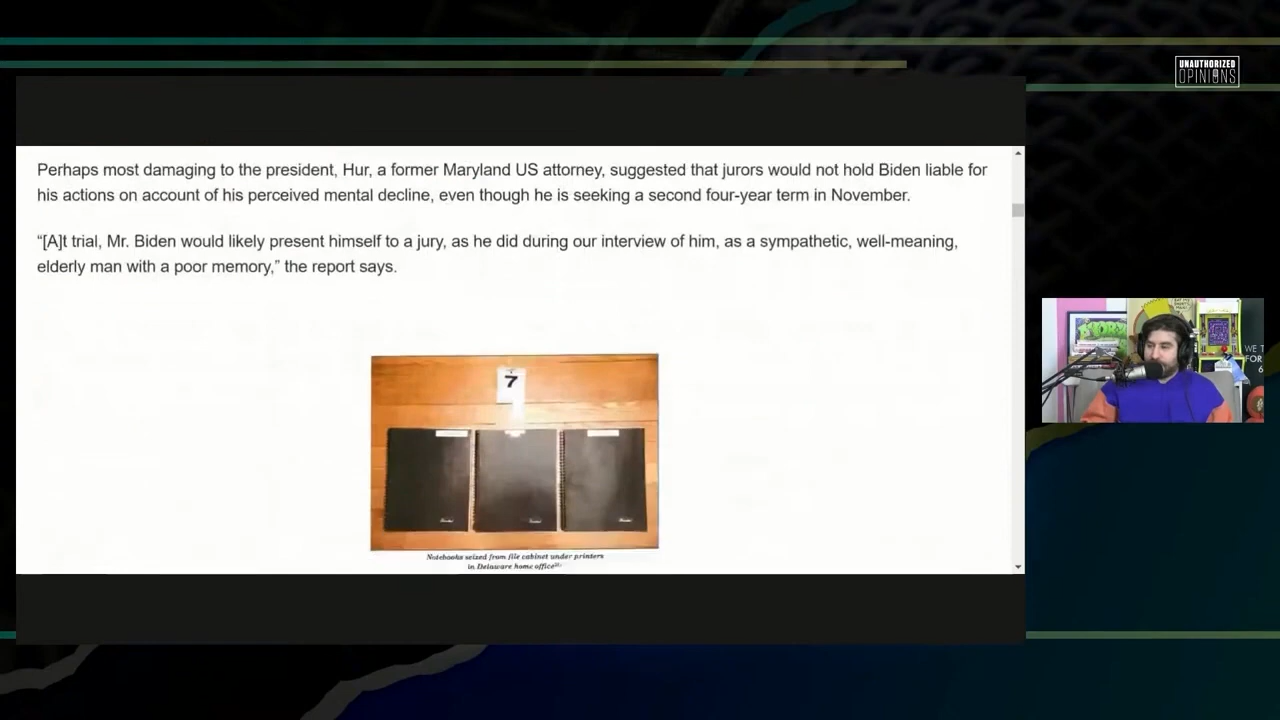 UNAUTHORIZED
OPINIONS
Perhaps most damaging to the president, Hur, a former Maryland US attorney, suggested that jurors would not hold Biden liable for
his actions on account of his perceived mental decline, even though he is seeking a second four-year term in November.
“[A]t trial, Mr. Biden would likely present himself to a jury, as he did during our interview of him, as a sympathetic, well-meaning,
elderly man with a poor memory,” the report says.
7
Notebooks seized from file cabinet under printers
in Delaware home office
WE T
FOR
6